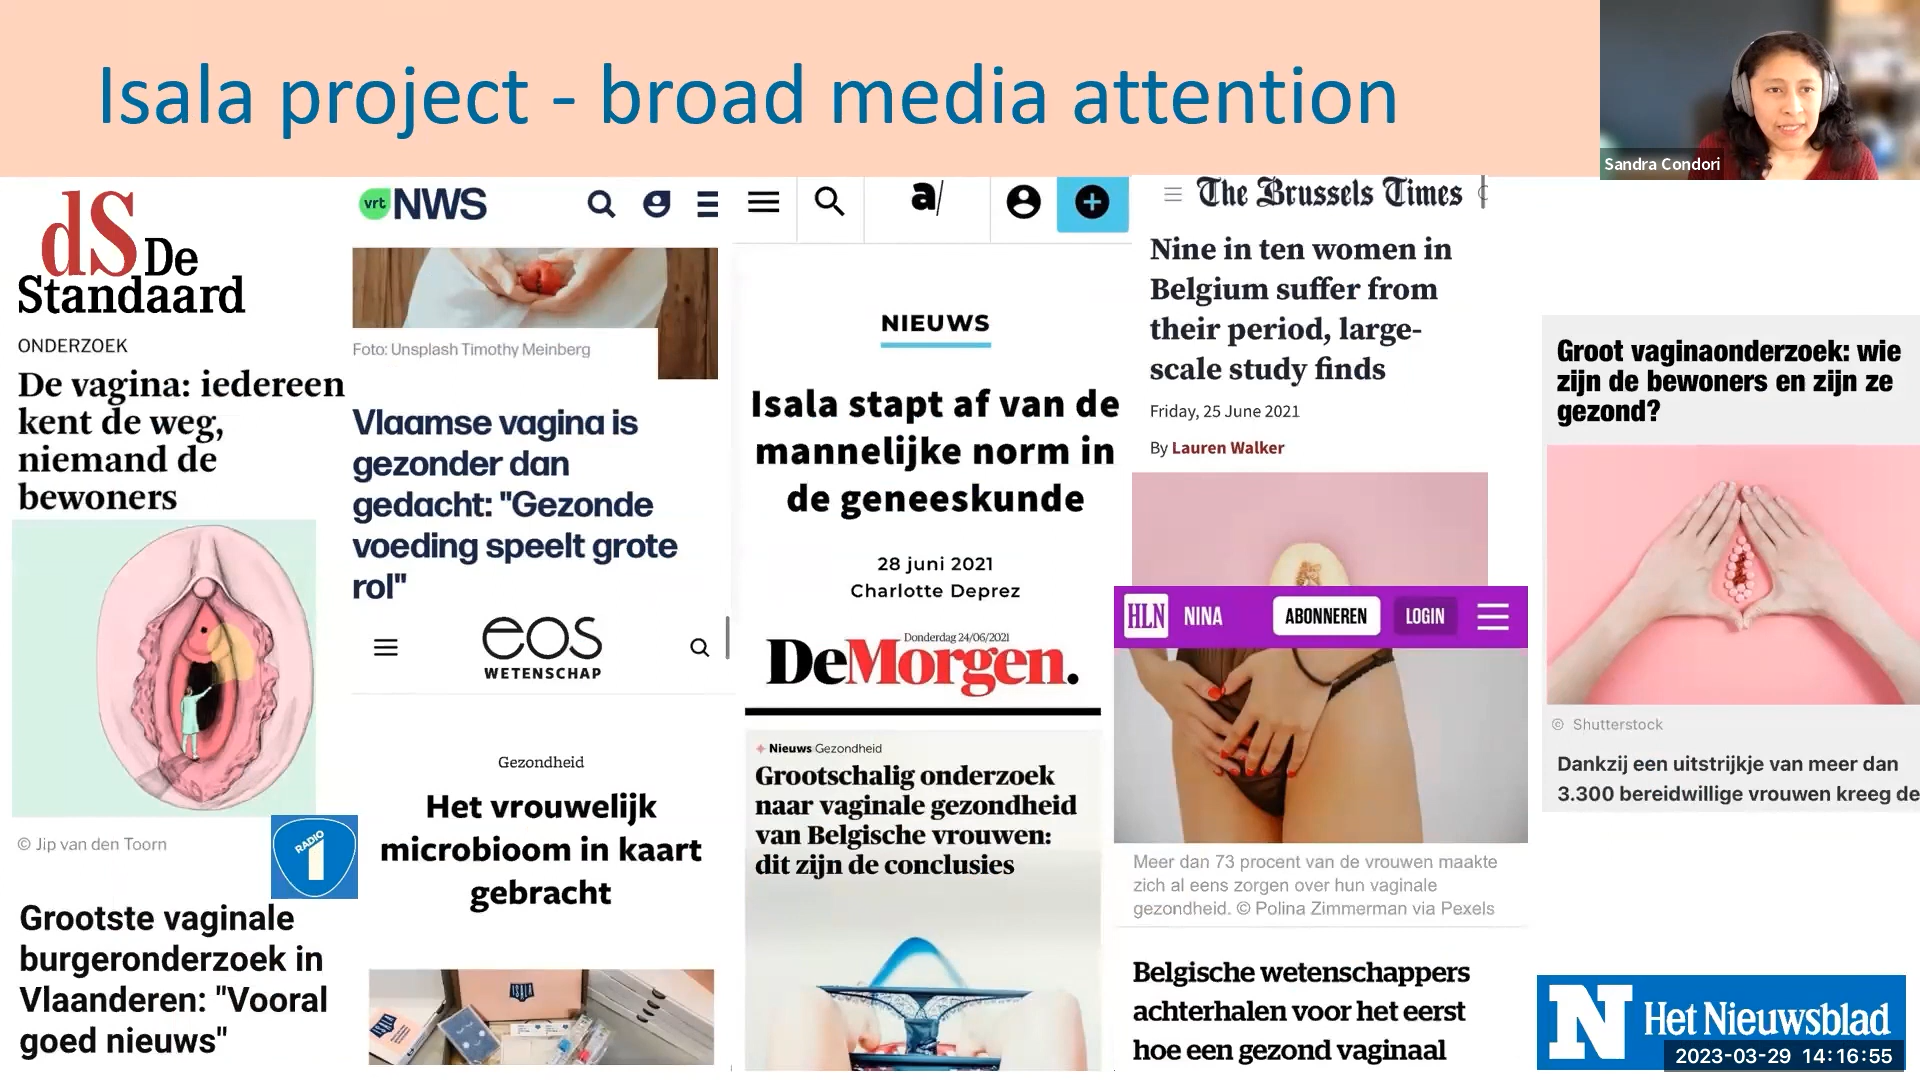 Isala project - broad media attention
Sandra Condori
dS De
Standaard
ONDERZOEK
De vagina: iedereen
kent de weg,
niemand de
bewoners
© Jip van den Toorn
RADIO
1
Grootste vaginale
burgeronderzoek in
Vlaanderen: "Vooral
goed nieuws"
vrt NWS
Foto: Unsplash Timothy Meinberg
Vlaamse vagina is
gezonder dan
gedacht: "Gezonde
voeding speelt grote
rol"
eos
WETENSCHAP
Gezondheid
Het vrouwelijk
microbioom in kaart
gebracht
ISALA
ISALA
a/
NIEUWS
Isala stapt af van de
mannelijke norm in
de geneeskunde
28 juni 2021
Charlotte Deprez
Donderdag 24/06/2021
DeMorgen.
Nieuws Gezondheid
Grootschalig onderzoek
naar vaginale gezondheid
van Belgische vrouwen:
dit zijn de conclusies
The Brussels Times
Nine in ten women in
Belgium suffer from
their period, large-
scale study finds
Friday, 25 June 2021
By Lauren Walker
HLN NINA ABONNEREN LOGIN
Meer dan 73 procent van de vrouwen maakte
zich al eens zorgen over hun vaginale
gezondheid. © Polina Zimmerman via Pexels
Belgische wetenschappers
achterhalen voor het eerst
hoe een gezond vaginaal
Groot vaginaonderzoek: wie
zijn de bewoners en zijn ze
gezond?
© Shutterstock
Dankzij een uitstrijkje van meer dan
3.300 bereidwillige vrouwen kreeg de
N Het Nieuwsblad
2023-03-29 14:16:55